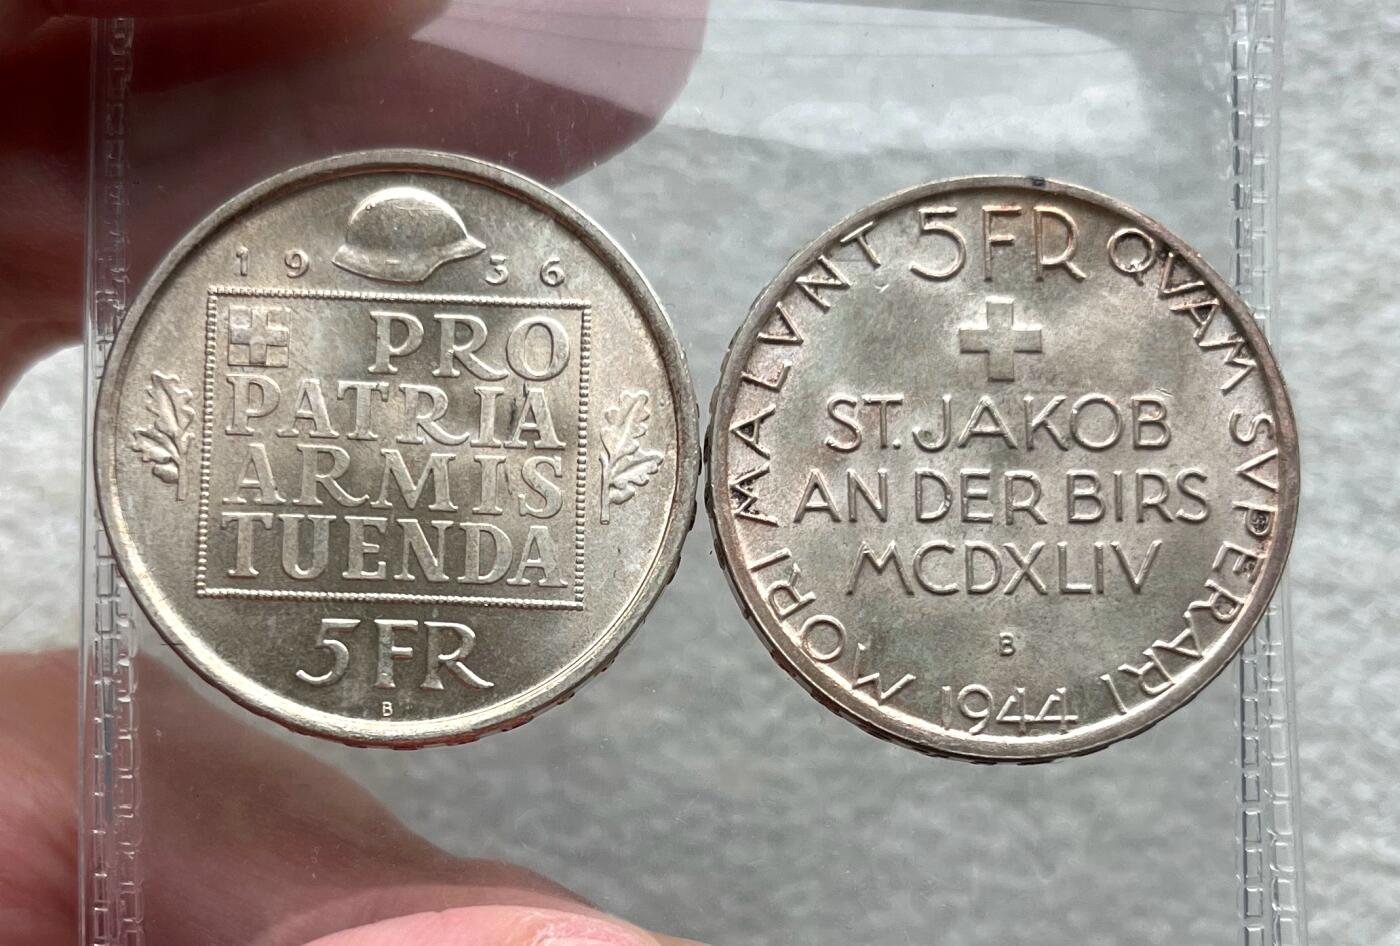 1936
PRO
PATRIA
ARMIS
TUENDA
5FR
B
5FR
ST. JAKOB
AN DER BIRS
MCDXLIV
B
1944
MORI MALVNT QVAM SVPERARI